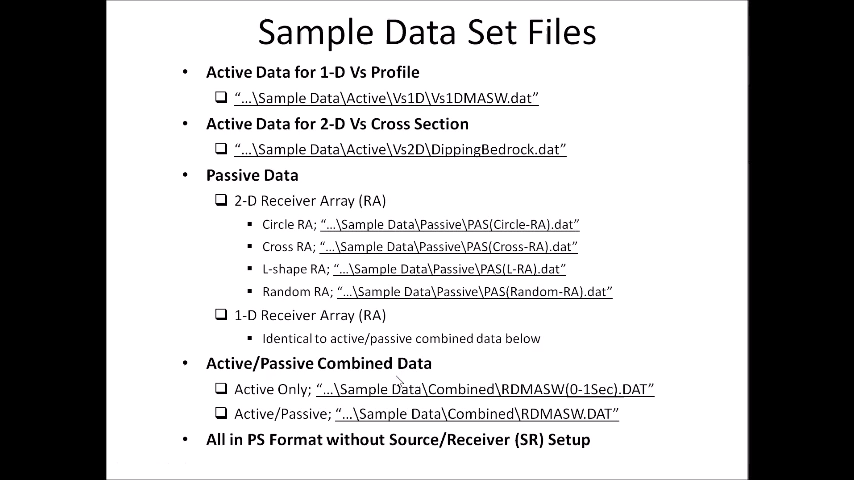 Sample Data Set Files
• Active Data for 1-D Vs Profile
❑ “…\Sample Data\Active\Vs1D\Vs1DMASW.dat”
• Active Data for 2-D Vs Cross Section
❑ “…\Sample Data\Active\Vs2D\DippingBedrock.dat”
• Passive Data
❑ 2-D Receiver Array (RA)
▪ Circle RA; “…\Sample Data\Passive\PAS(Circle-RA).dat”
▪ Cross RA; “…\Sample Data\Passive\PAS(Cross-RA).dat”
▪ L-shape RA; “…\Sample Data\Passive\PAS(L-RA).dat”
▪ Random RA; “…\Sample Data\Passive\PAS(Random-RA).dat”
❑ 1-D Receiver Array (RA)
▪ Identical to active/passive combined data below
• Active/Passive Combined Data
❑ Active Only; “…\Sample Data\Combined\RDMASW(0-1Sec).DAT”
❑ Active/Passive; “…\Sample Data\Combined\RDMASW.DAT”
• All in PS Format without Source/Receiver (SR) Setup